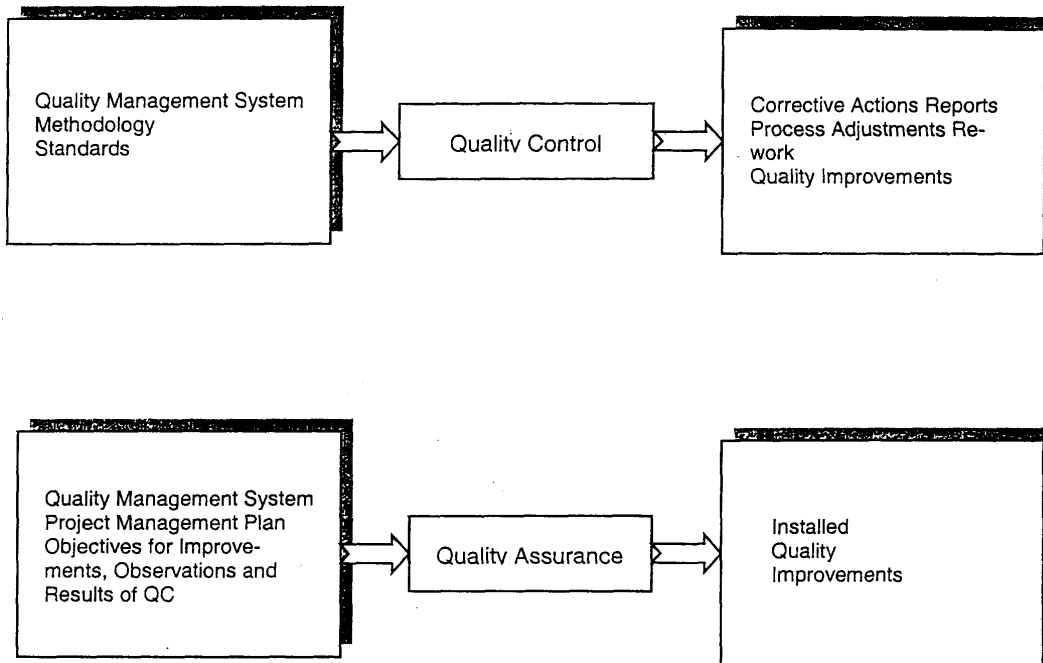 Quality Management System
Methodology
Standards
Quality Control
Corrective Actions Reports
Process Adjustments Re-
work
Quality Improvements
Quality Management System
Project Management Plan
Objectives for Improve-
ments, Observations and
Results of QC
Quality Assurance
Installed
Quality
Improvements